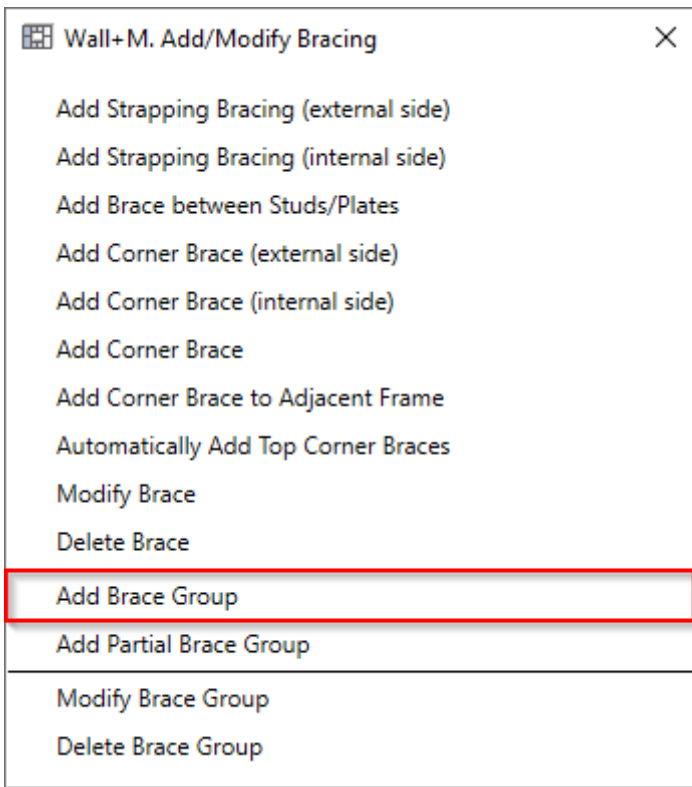 Wall+M. Add/Modify Bracing
Add Strapping Bracing (external side)
Add Strapping Bracing (internal side)
Add Brace between Studs/Plates
Add Corner Brace (external side)
Add Corner Brace (internal side)
Add Corner Brace
Add Corner Brace to Adjacent Frame
Automatically Add Top Corner Braces
Modify Brace
Delete Brace
Add Brace Group
Add Partial Brace Group
Modify Brace Group
Delete Brace Group